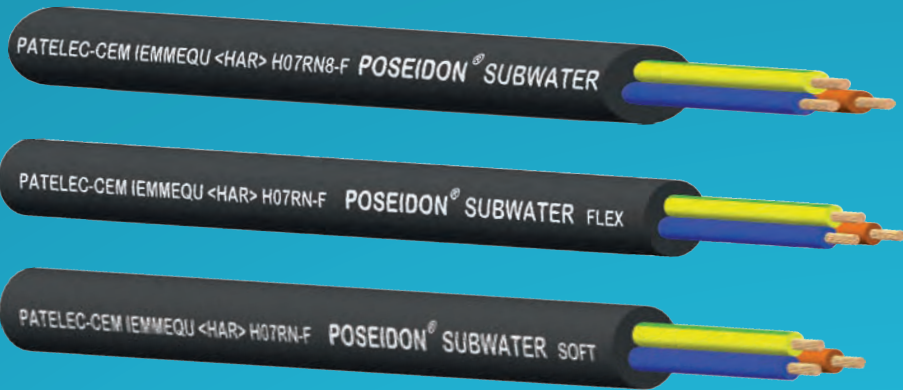 PATELEC-CEM IEMMEQU <HAR> H07RN8-F POSEIDON® SUBWATER
PATELEC-CEM IEMMEQU <HAR> H07RN-F POSEIDON® SUBWATER FLEX
PATELEC-CEM IEMMEQU <HAR> H07RN-F POSEIDON® SUBWATER SOFT